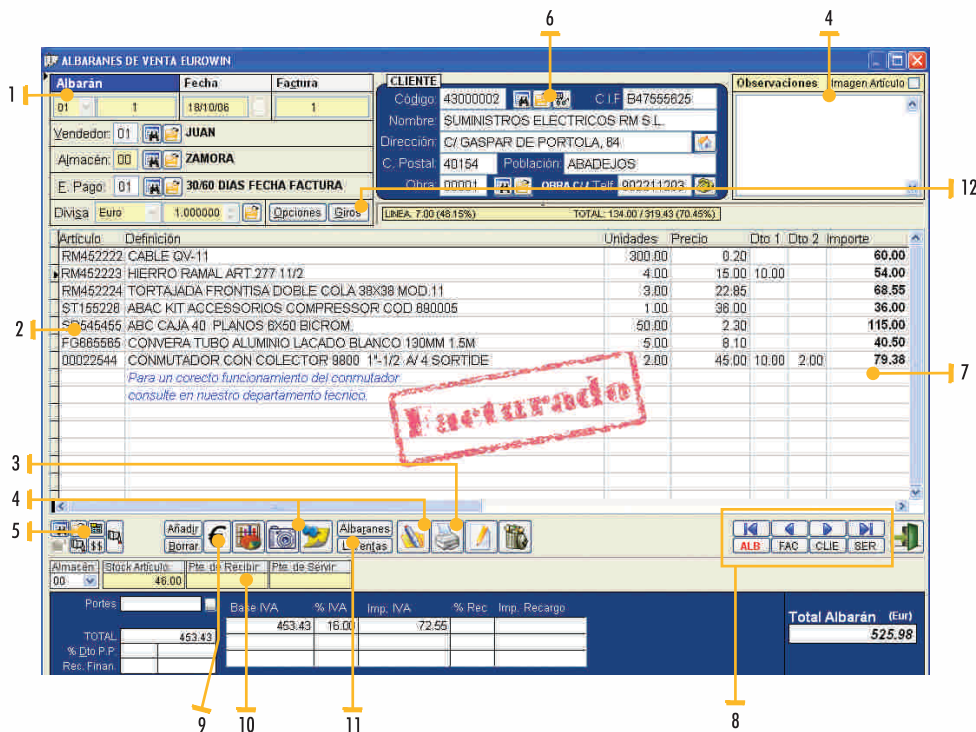 6
4
ALBARANES DE VENTA EUROWIN
Albarán
Fecha
Factura
CLIENTE
Observaciones
Imagen Artículo
1
01
1
18/10/06
1
Código:
43000002
C.I.F
B47555625
Nombre:
SUMINISTROS ELECTRICOS RM S.L.
Vendedor:
01
JUAN
Dirección:
C/ GASPAR DE PORTOLA, 84
Almacén:
00
ZAMORA
C. Postal:
40154
Población
ABADEJOS
F. Pago:
01
30/60 DIAS FECHA FACTURA
Obra
00001
OBRA C/
Telf
902211203
12
Divisa
Euro
1.000000
Opciones
Giros
LINEA. 7.00 (48.15%)
TOTAL: 134.00 / 319.43 (70.45%)
Artículo
Definición
Unidades
Precio
Dto 1
Dto 2
Importe
RM452222 CABLE QV-11 300.00 0.20 60.00
RM452223 HIERRO RAMAL ART.277 11/2 4.00 15.00 10.00 54.00
RM452224 TORTAJADA FRONTISA DOBLE COLA 38X38 MOD.11 3.00 22.85 68.55
ST155226 ABAC KIT ACCESSORIOS COMPRESSOR COD 690005 1.00 36.00 36.00
2
545455 ABC CAJA 40 PLANOS 6X50 BICROM. 50.00 2.30 115.00
FG665565 CONVERA TUBO ALUMINIO LACADO BLANCO 130MM 1.5M 5.00 8.10 40.50
00022544 CONMUTADOR CON COLECTOR 9800 1"-1/2 A/ 4 SORTIDE 2.00 45.00 10.00 2.00 79.38
7
Para un corecto funcionamiento del conmutador
consulte en nuestro departamento tecnico.
Facturado
3
4
5
$$
Añadir
Borrar
€
Albaranes
ALB
FAC
CLIE
SER
Almacén:
Stock Artículo:
Pte. de Recibir:
Pte. de Servir:
00
46.00
Portes
Base IVA
% IVA
Imp. IVA
% Rec
Imp. Recargo
453.43
16.00
72.55
TOTAL
453.43
% Dto P.P.
Rec. Finan.
Total Albarán (Eur)
525.98
9
10
11
8